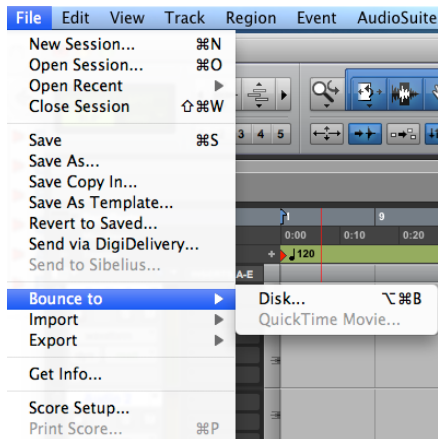 File Edit View Track Region Event AudioSuite
New Session... ⌘N
Open Session... ⌘O
Open Recent ▶
Close Session ⇧⌘W
Save ⌘S
3 4 5
Save As...
Save Copy In...
Save As Template...
Revert to Saved...
1 9
Send via DigiDelivery...
0:00 0:10 0:20
Send to Sibelius...
+ ♩120
A-E
Bounce to ▶
Disk... ⌥⌘B
Import ▶
QuickTime Movie...
Export ▶
Get Info...
Score Setup...
Print Score... ⌘P